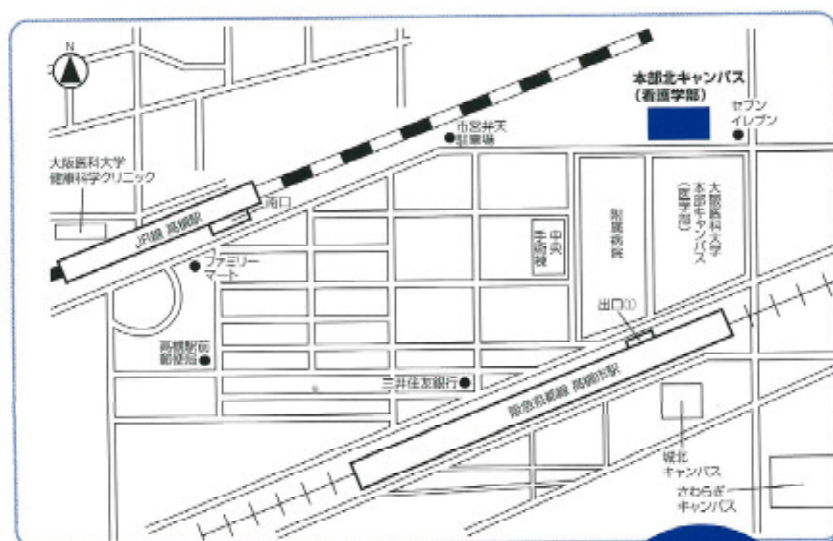 N
本部北キャンパス
(看護学部)
セブン
イレブン
市営弁天
駐車場
大阪医科大学
健康科学クリニック
南口
JR線 高槻駅
ファミリー
マート
中央
手術棟
附属病院
大阪医科大学
本部キャンパス
(医学部)
出口①
高槻駅前
郵便局
三井住友銀行
阪急京都線 高槻市駅
城北
キャンパス
さわらぎ
キャンパス